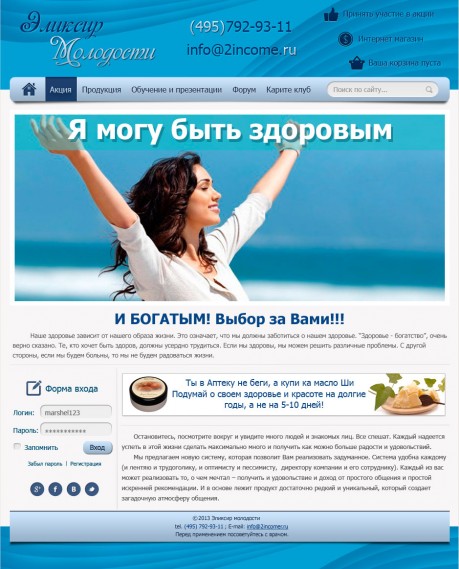 Эликсир
Молодости
(495)792-93-11
info@2income.ru
Принять участие в акции
Интернет магазин
Ваша корзина пуста
Акция Продукция Обучение и презентации Форум Карите клуб Поиск по сайту...
Я могу быть здоровым
И БОГАТЫМ! Выбор за Вами!!!
Наше здоровье зависит от нашего образа жизни. Это означает, что мы должны заботиться о нашем здоровье. "Здоровье - богатство", очень
верно сказано. Те, кто хочет быть здоров, должны усердно трудиться. Если мы здоровы, мы можем решить различные проблемы. С другой
стороны, если мы будем больны, то мы не будем радоваться жизни.
Форма входа
Логин: marshel123
Пароль: ***********
Запомнить Вход
Забыл пароль | Регистрация
Ты в Аптеку не беги, а купи ка масло Ши
Подумай о своем здоровье и красоте на долгие
годы, а не на 5-10 дней!
Остановитесь, посмотрите вокруг и увидите много людей и знакомых лиц. Все спешат. Каждый надеется
успеть в этой жизни сделать максимально много и получить как можно больше радости и удовольствий.
Мы предлагаем новую систему, которая позволит Вам реализовать задуманное. Система удобна каждому
(и лентяю и трудоголику, и оптимисту и пессимисту, директору компании и его сотруднику). Каждый из вас
может реализовать то, о чем мечтал – получить и удовольствие и доход от простого общения и простой
искренней рекомендации. И в основе лежит продукт достаточно редкий и уникальный, который создает
загадочную атмосферу общения.
©2013 Эликсир молодости
tel. (495) 792-93-11 ; E-mail: info@2income.ru
Перед применением посоветуйтесь с врачом.